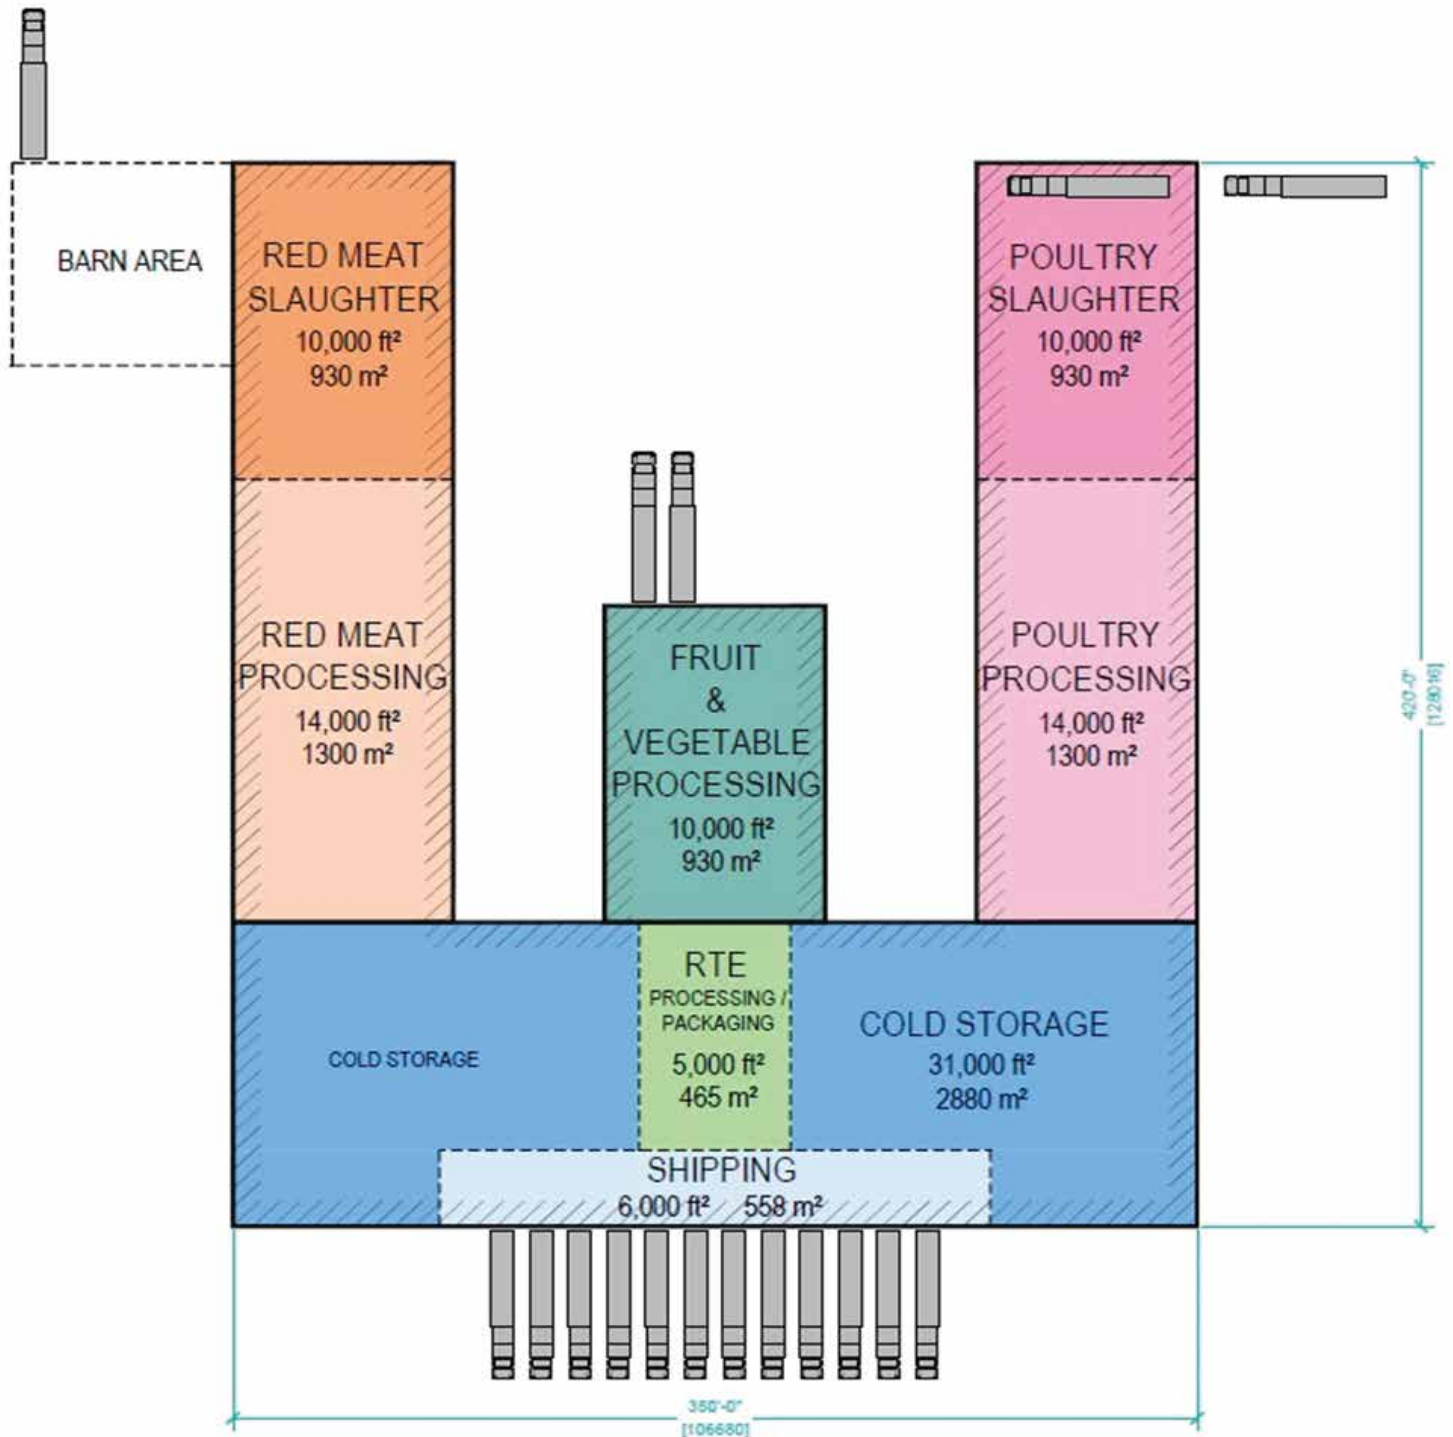 BARN AREA
RED MEAT
SLAUGHTER
10,000 ft²
930 m²
POULTRY
SLAUGHTER
10,000 ft²
930 m²
RED MEAT
PROCESSING
14,000 ft²
1300 m²
FRUIT
&
VEGETABLE
PROCESSING
10,000 ft²
930 m²
POULTRY
PROCESSING
14,000 ft²
1300 m²
420'-0"
[128016]
COLD STORAGE
RTE
PROCESSING /
PACKAGING
5,000 ft²
465 m²
COLD STORAGE
31,000 ft²
2880 m²
SHIPPING
6,000 ft² 558 m²
350'-0"
[106680]